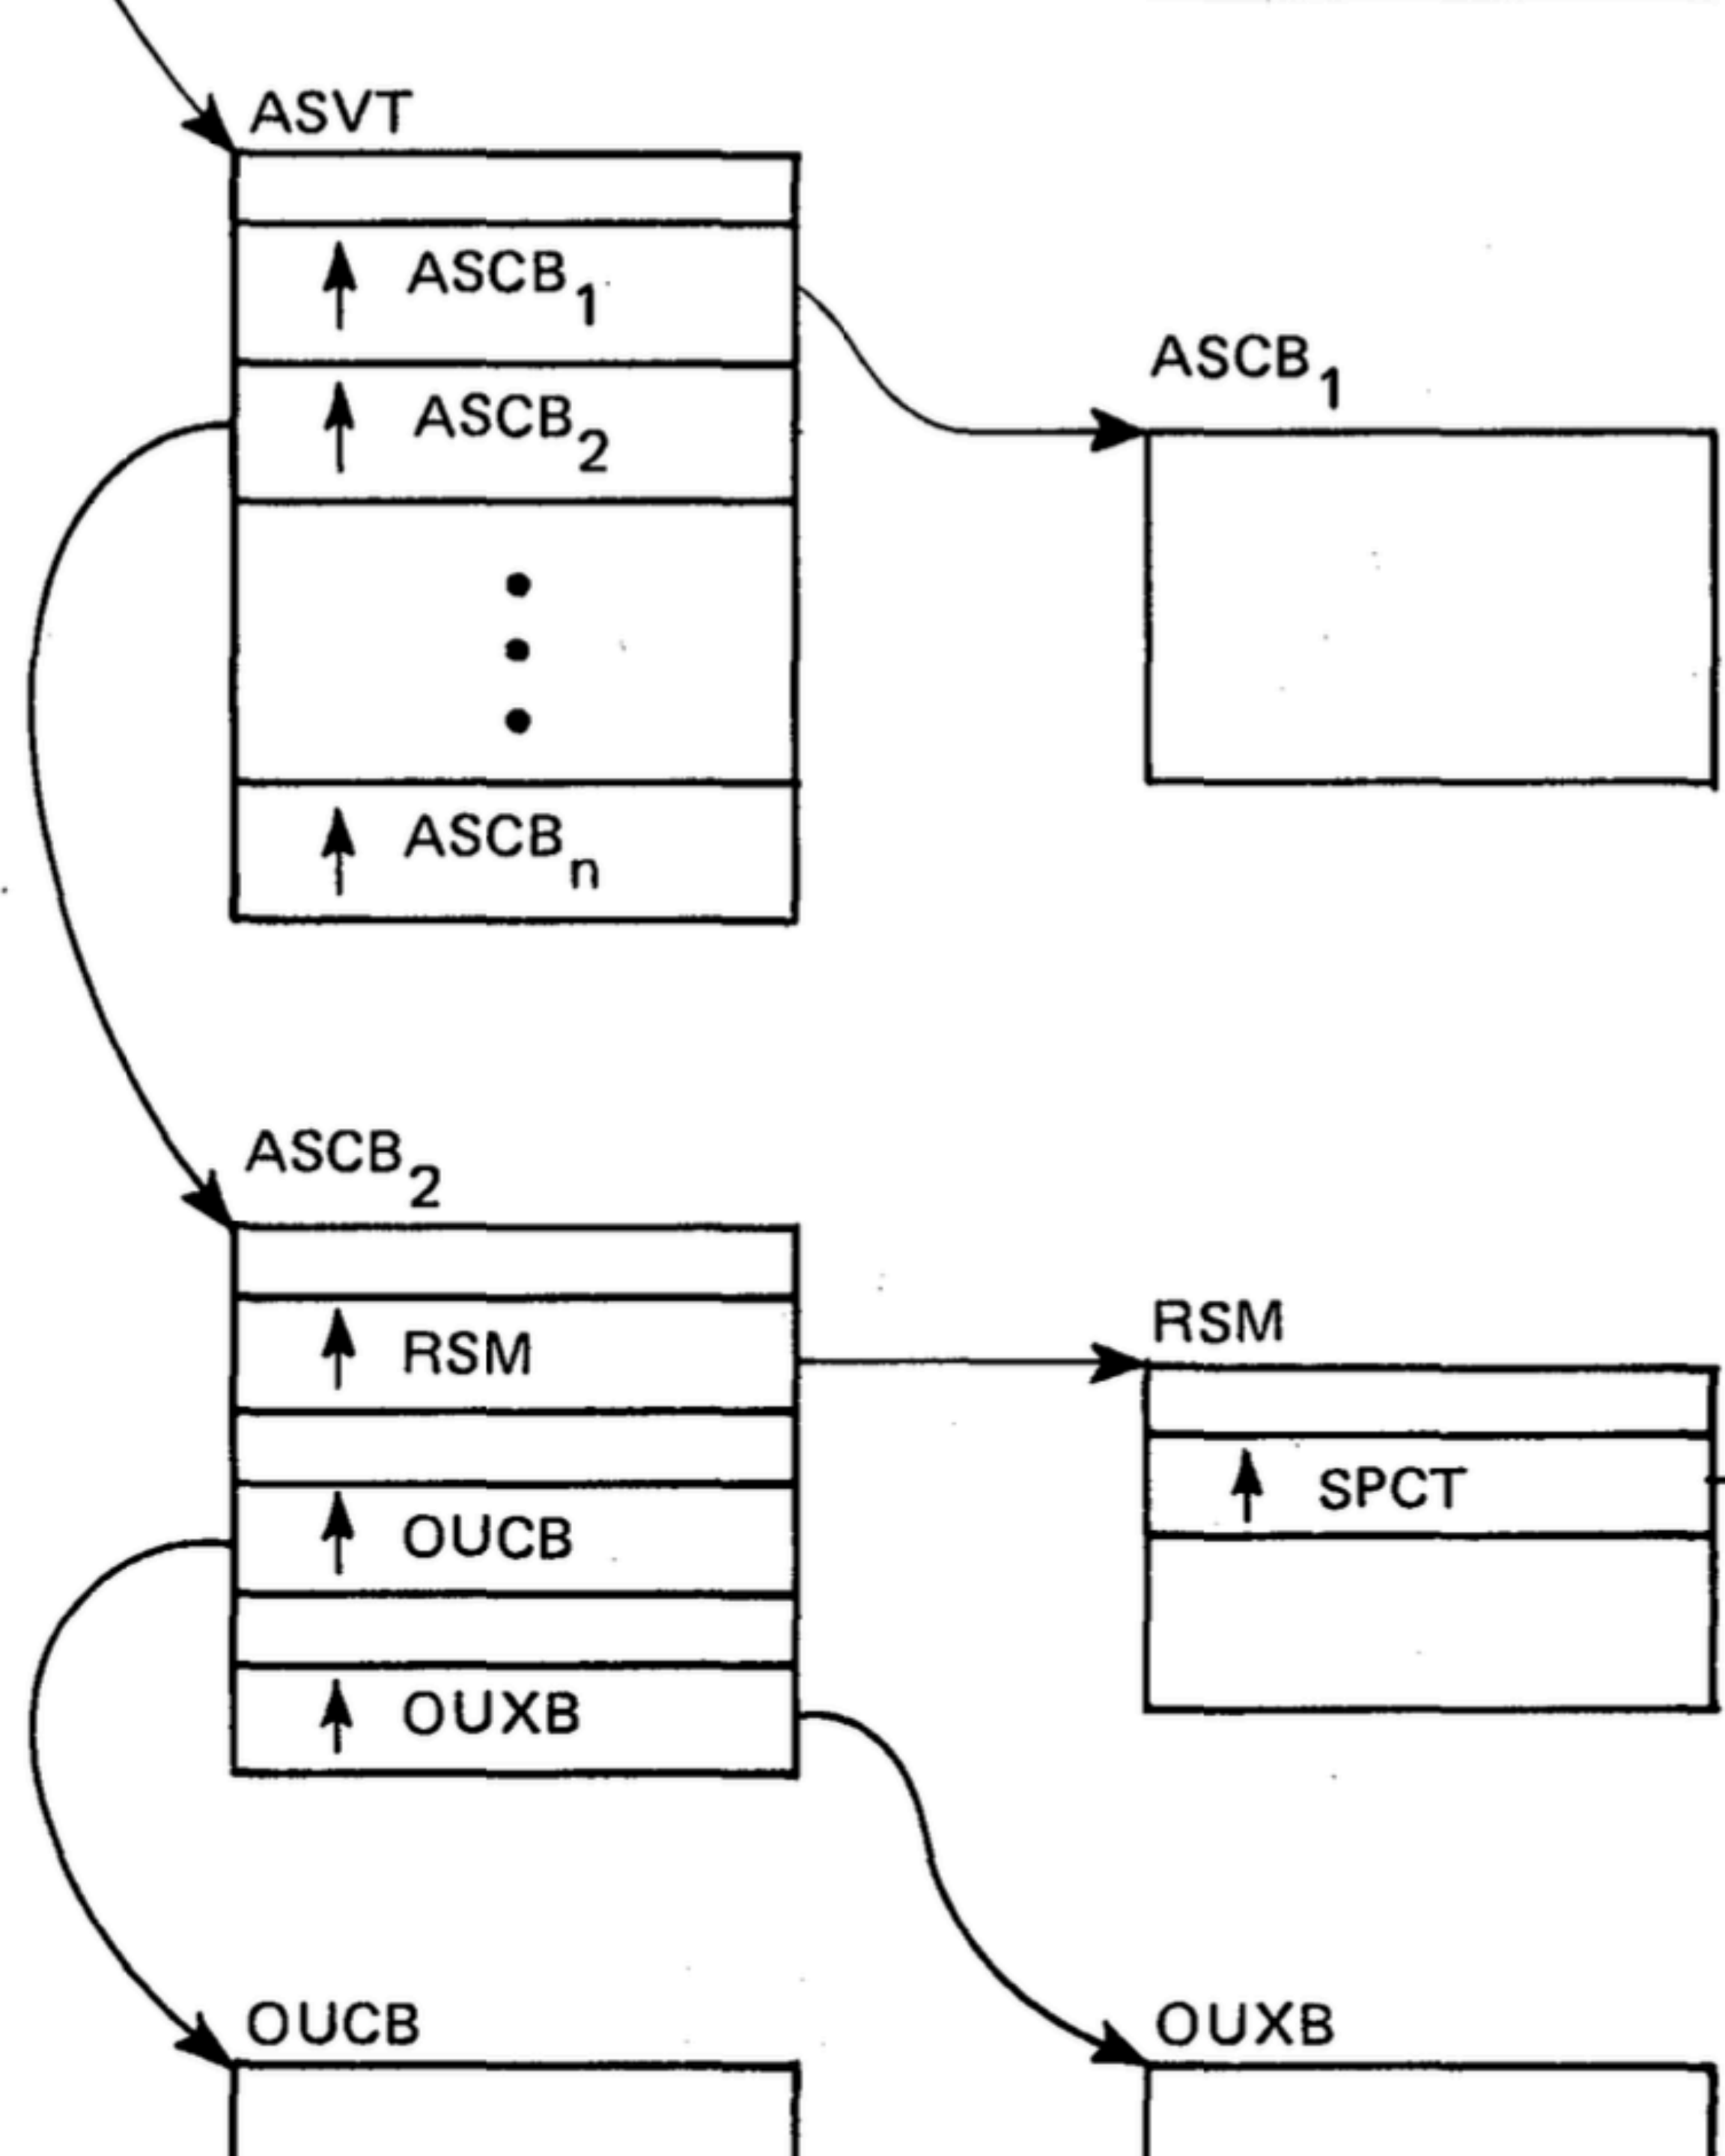 ASVT
↑ ASCB1
ASCB1
↑ ASCB2
↑ ASCBn
ASCB2
RSM
↑ RSM
↑ SPCT
↑ OUCB
↑ OUXB
OUCB
OUXB